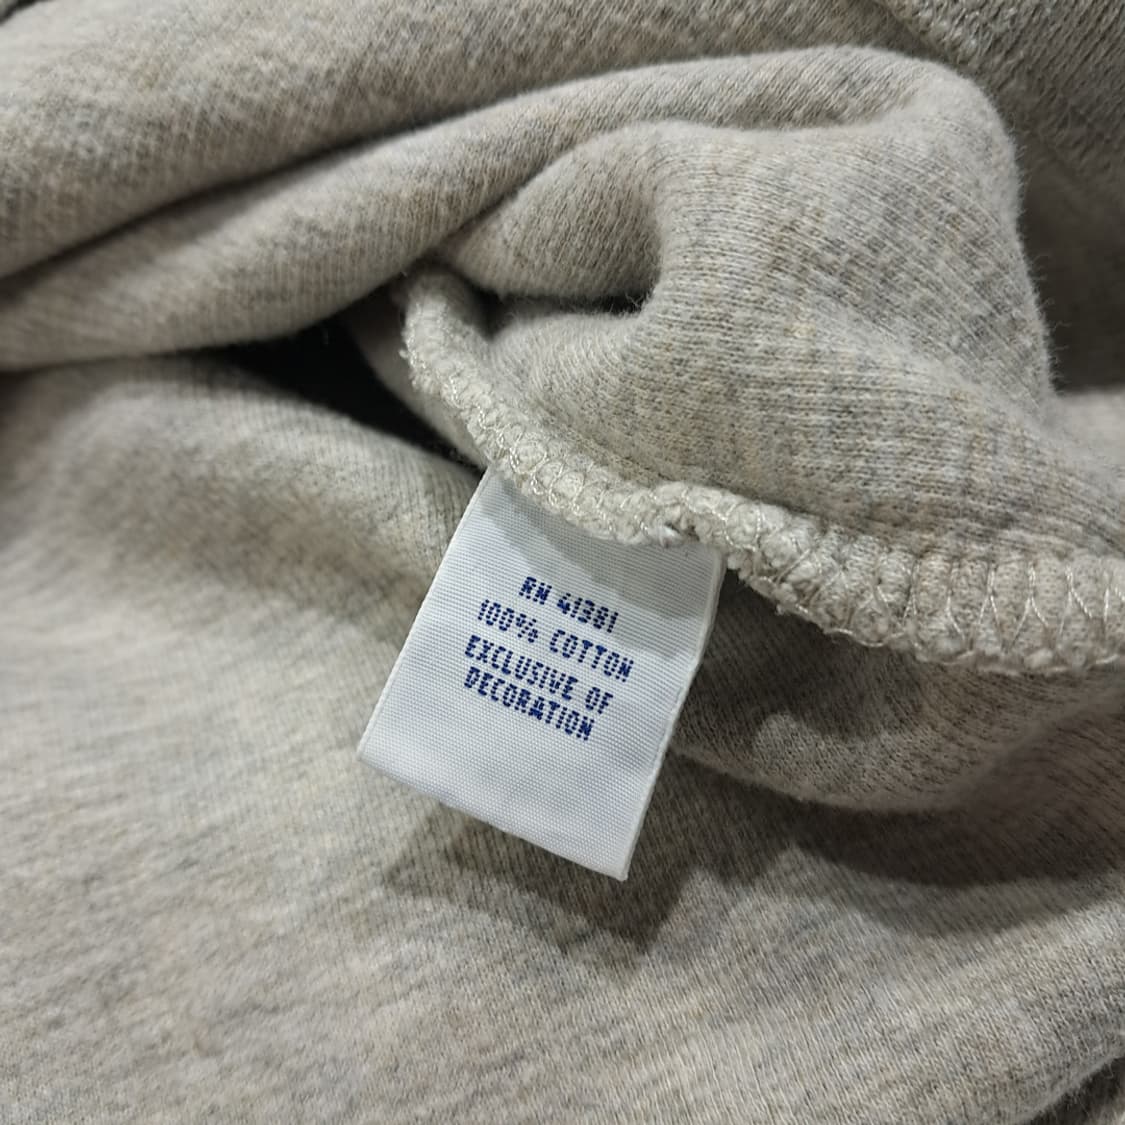 RN 41381
100% COTTON
EXCLUSIVE OF
DECORATION